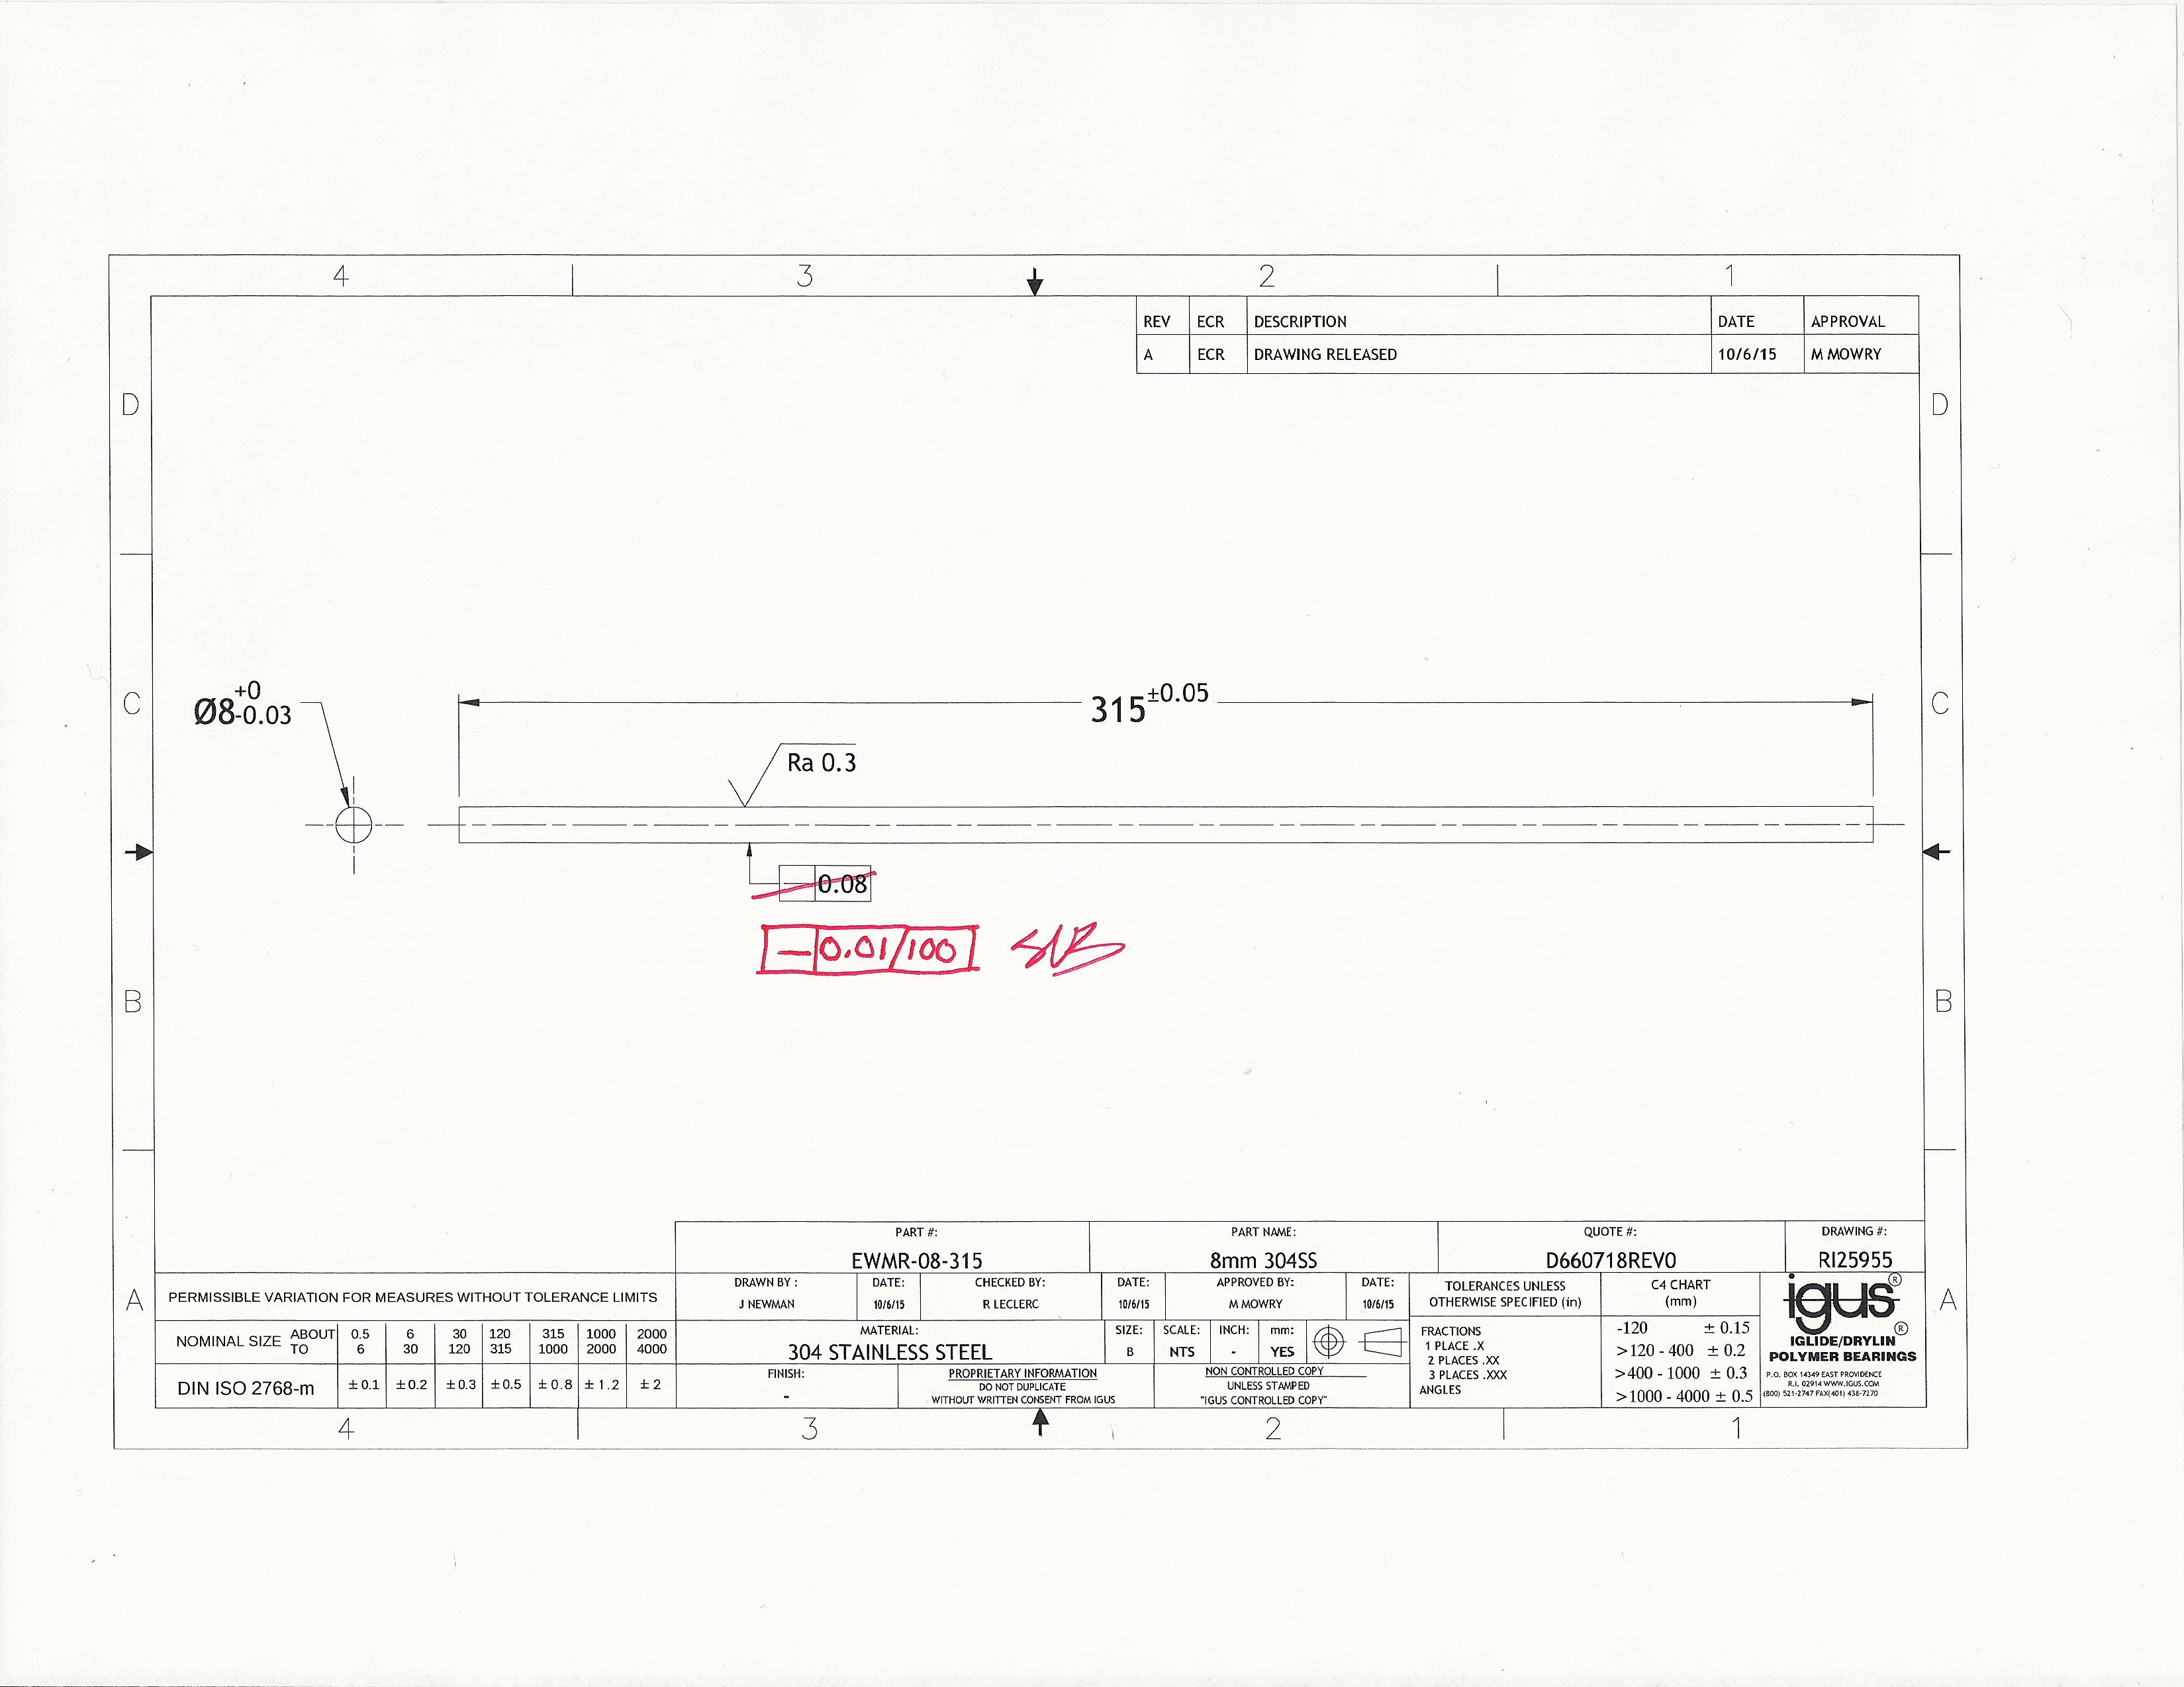 4 3 2 1
REV ECR DESCRIPTION DATE APPROVAL
A ECR DRAWING RELEASED 10/6/15 M MOWRY
D D
C C
Ø8 +0 -0.03
315 ±0.05
Ra 0.3
— 0.08
— 0.01/100
B B
A A
PART #: PART NAME: QUOTE #: DRAWING #:
EWMR-08-315 8mm 304SS D660718REV0 RI25955
DRAWN BY : DATE: CHECKED BY: DATE: APPROVED BY: DATE:
J NEWMAN 10/6/15 R LECLERC 10/6/15 M MOWRY 10/6/15
TOLERANCES UNLESS
OTHERWISE SPECIFIED (in)
FRACTIONS
1 PLACE .X
2 PLACES .XX
3 PLACES .XXX
ANGLES
C4 CHART
(mm)
-120 ± 0.15
>120 - 400 ± 0.2
>400 - 1000 ± 0.3
>1000 - 4000 ± 0.5
igus®
IGLIDE/DRYLIN®
POLYMER BEARINGS
P.O. BOX 14349 EAST PROVIDENCE
R.I. 02914 WWW.IGUS.COM
(800) 521-2747 FAX(401) 438-7270
PERMISSIBLE VARIATION FOR MEASURES WITHOUT TOLERANCE LIMITS
NOMINAL SIZE ABOUT 0.5 6 30 120 315 1000 2000
TO 6 30 120 315 1000 2000 4000
DIN ISO 2768-m ±0.1 ±0.2 ±0.3 ±0.5 ±0.8 ±1.2 ±2
MATERIAL:
304 STAINLESS STEEL
SIZE: SCALE: INCH: mm:
B NTS - YES
FINISH:
-
PROPRIETARY INFORMATION
DO NOT DUPLICATE
WITHOUT WRITTEN CONSENT FROM IGUS
NON CONTROLLED COPY
UNLESS STAMPED
"IGUS CONTROLLED COPY"
4 3 2 1